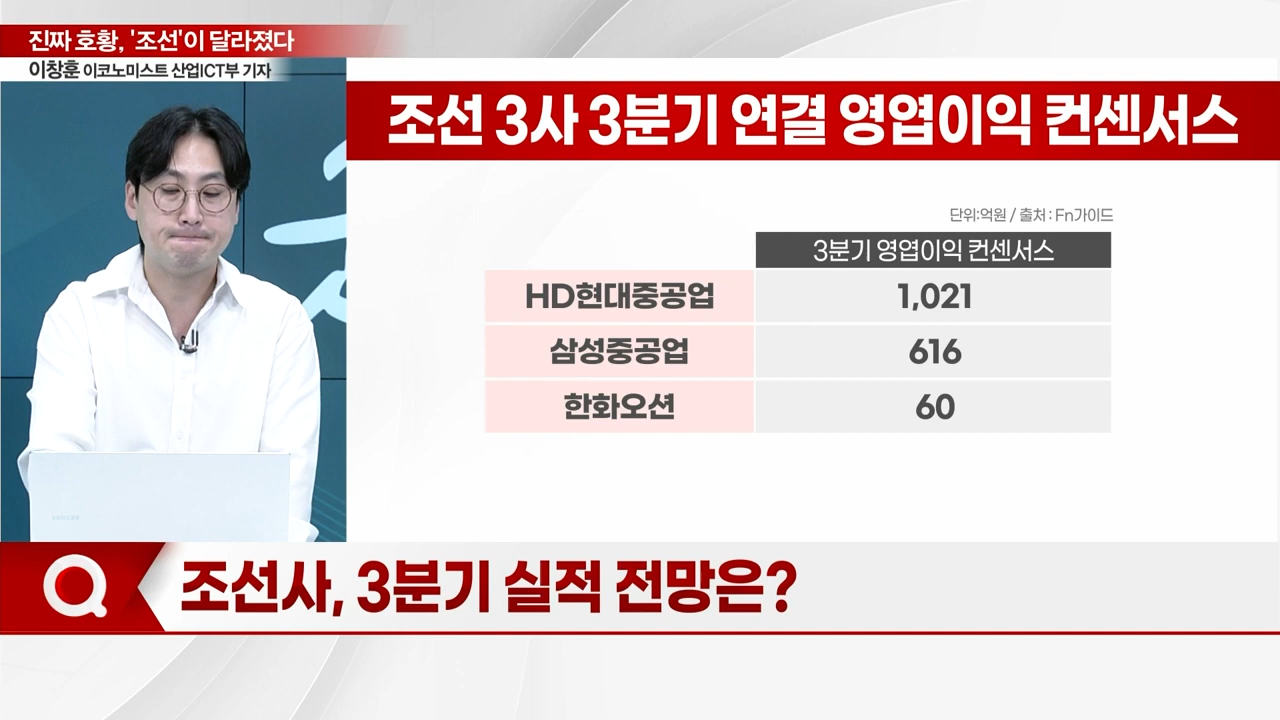 진짜 호황, '조선'이 달라졌다
이창훈 이코노미스트 산업ICT부 기자
조선 3사 3분기 연결 영업이익 컨센서스
단위:억원 / 출처 : Fn가이드
3분기 영업이익 컨센서스
HD현대중공업 1,021
삼성중공업 616
한화오션 60
Q 조선사, 3분기 실적 전망은?